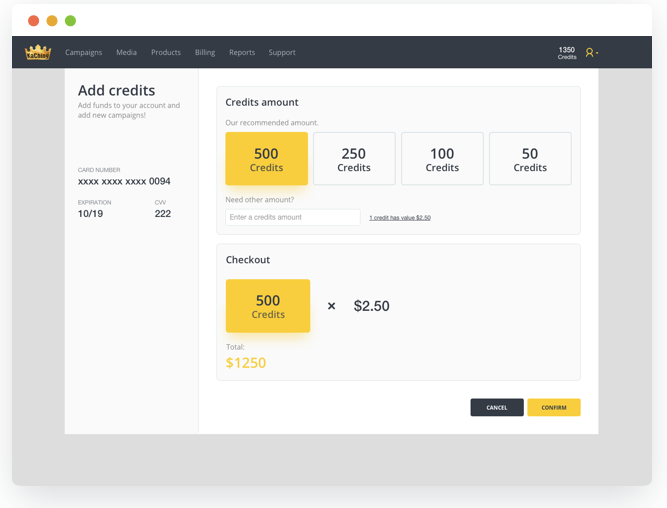 Campaigns Media Products Billing Reports Support
1350
Credits
Add credits
Add funds to your account and
add new campaigns!
CARD NUMBER
xxxx xxxx xxxx 0094
EXPIRATION CVV
10/19 222
Credits amount
Our recommended amount.
500 250 100 50
Credits Credits Credits Credits
Need other amount?
Enter a credits amount 1 credit has value $2.50
Checkout
500
Credits
× $2.50
Total:
$1250
CANCEL CONFIRM